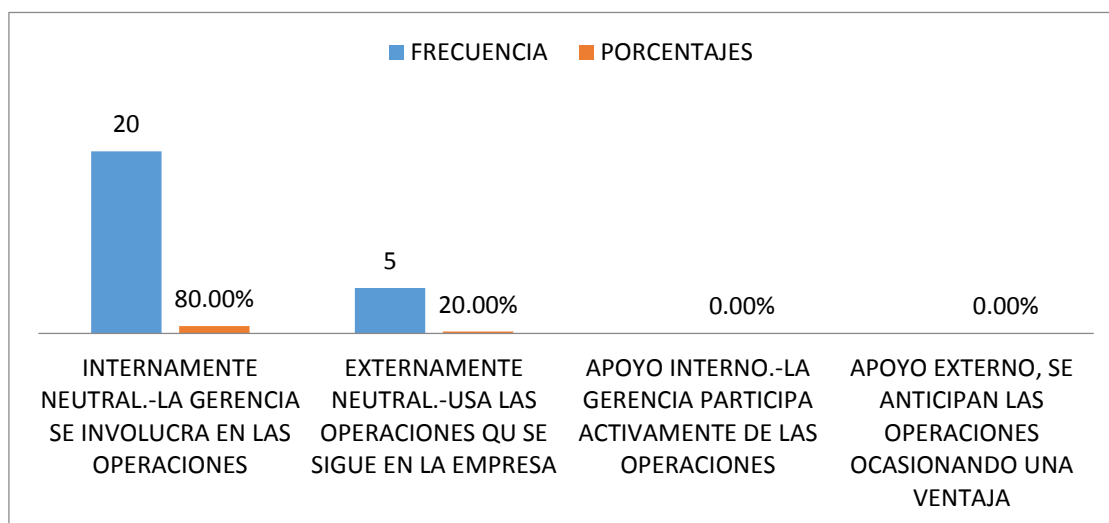 FRECUENCIA PORCENTAJES
20
80.00%
5
20.00%
0.00%
0.00%
INTERNAMENTE
NEUTRAL.-LA GERENCIA
SE INVOLUCRA EN LAS
OPERACIONES
EXTERNAMENTE
NEUTRAL.-USA LAS
OPERACIONES QU SE
SIGUE EN LA EMPRESA
APOYO INTERNO.-LA
GERENCIA PARTICIPA
ACTIVAMENTE DE LAS
OPERACIONES
APOYO EXTERNO, SE
ANTICIPAN LAS
OPERACIONES
OCASIONANDO UNA
VENTAJA